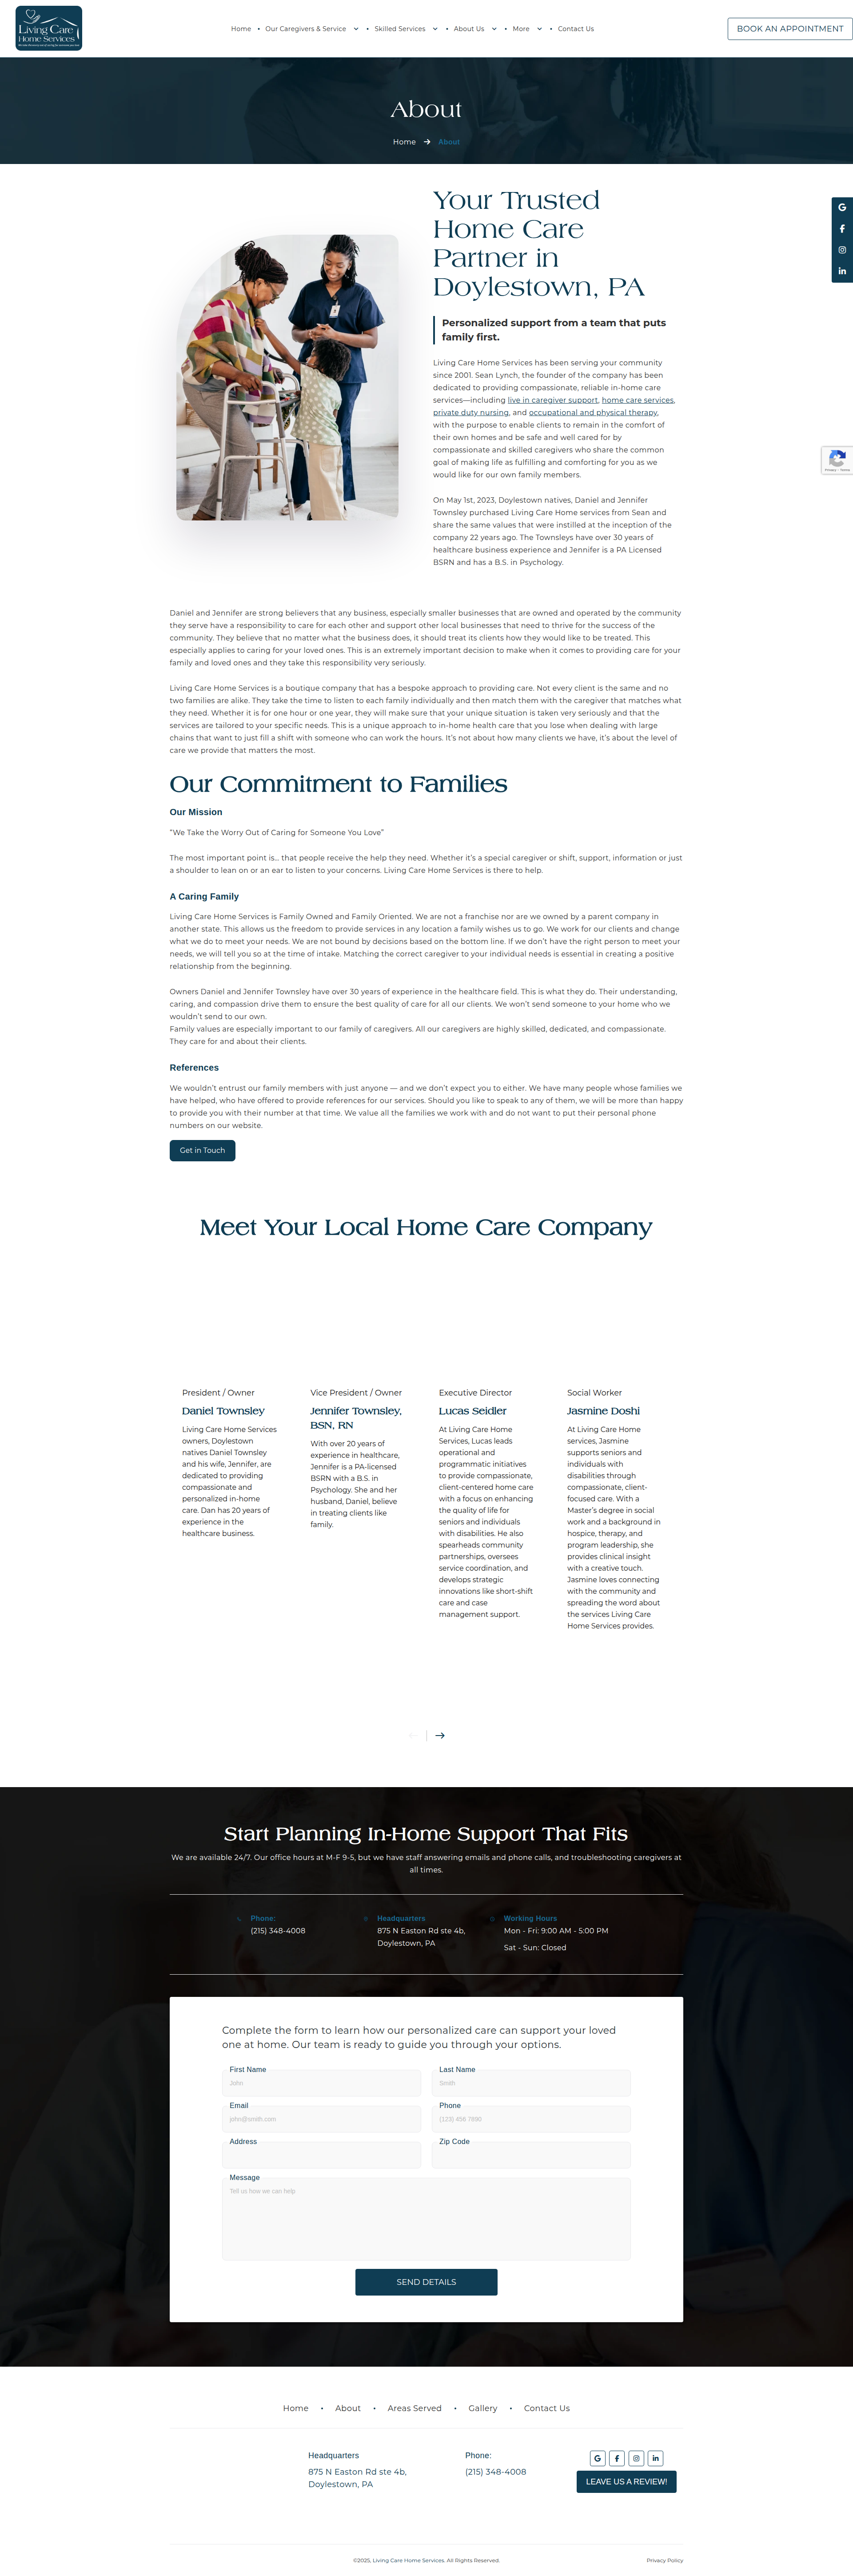 Living Care
Home Services
Home • Our Caregivers & Service • Skilled Services • About Us • More • Contact Us
BOOK AN APPOINTMENT
About
Home → About
Your Trusted
Home Care
Partner in
Doylestown, PA
Personalized support from a team that puts
family first.
Living Care Home Services has been serving your community
since 2001. Sean Lynch, the founder of the company has been
dedicated to providing compassionate, reliable in-home care
services—including live in caregiver support, home care services,
private duty nursing, and occupational and physical therapy,
with the purpose to enable clients to remain in the comfort of
their own homes and be safe and well cared for by
compassionate and skilled caregivers who share the common
goal of making life as fulfilling and comforting for you as we
would like for our own family members.
On May 1st, 2023, Doylestown natives, Daniel and Jennifer
Townsley purchased Living Care Home services from Sean and
share the same values that were instilled at the inception of the
company 22 years ago. The Townsleys have over 30 years of
healthcare business experience and Jennifer is a PA Licensed
BSRN and has a B.S. in Psychology.
Privacy - Terms
Daniel and Jennifer are strong believers that any business, especially smaller businesses that are owned and operated by the community
they serve have a responsibility to care for each other and support other local businesses that need to thrive for the success of the
community. They believe that no matter what the business does, it should treat its clients how they would like to be treated. This
especially applies to caring for your loved ones. This is an extremely important decision to make when it comes to providing care for your
family and loved ones and they take this responsibility very seriously.
Living Care Home Services is a boutique company that has a bespoke approach to providing care. Not every client is the same and no
two families are alike. They take the time to listen to each family individually and then match them with the caregiver that matches what
they need. Whether it is for one hour or one year, they will make sure that your unique situation is taken very seriously and that the
services are tailored to your specific needs. This is a unique approach to in-home health care that you lose when dealing with large
chains that want to just fill a shift with someone who can work the hours. It's not about how many clients we have, it's about the level of
care we provide that matters the most.
Our Commitment to Families
Our Mission
"We Take the Worry Out of Caring for Someone You Love"
The most important point is… that people receive the help they need. Whether it's a special caregiver or shift, support, information or just
a shoulder to lean on or an ear to listen to your concerns. Living Care Home Services is there to help.
A Caring Family
Living Care Home Services is Family Owned and Family Oriented. We are not a franchise nor are we owned by a parent company in
another state. This allows us the freedom to provide services in any location a family wishes us to go. We work for our clients and change
what we do to meet your needs. We are not bound by decisions based on the bottom line. If we don't have the right person to meet your
needs, we will tell you so at the time of intake. Matching the correct caregiver to your individual needs is essential in creating a positive
relationship from the beginning.
Owners Daniel and Jennifer Townsley have over 30 years of experience in the healthcare field. This is what they do. Their understanding,
caring, and compassion drive them to ensure the best quality of care for all our clients. We won't send someone to your home who we
wouldn't send to our own.
Family values are especially important to our family of caregivers. All our caregivers are highly skilled, dedicated, and compassionate.
They care for and about their clients.
References
We wouldn't entrust our family members with just anyone — and we don't expect you to either. We have many people whose families we
have helped, who have offered to provide references for our services. Should you like to speak to any of them, we will be more than happy
to provide you with their number at that time. We value all the families we work with and do not want to put their personal phone
numbers on our website.
Get in Touch
Meet Your Local Home Care Company
President / Owner
Daniel Townsley
Living Care Home Services
owners, Doylestown
natives Daniel Townsley
and his wife, Jennifer, are
dedicated to providing
compassionate and
personalized in-home
care. Dan has 20 years of
experience in the
healthcare business.
Vice President / Owner
Jennifer Townsley,
BSN, RN
With over 20 years of
experience in healthcare,
Jennifer is a PA-licensed
BSRN with a B.S. in
Psychology. She and her
husband, Daniel, believe
in treating clients like
family.
Executive Director
Lucas Seidler
At Living Care Home
Services, Lucas leads
operational and
programmatic initiatives
to provide compassionate,
client-centered home care
with a focus on enhancing
the quality of life for
seniors and individuals
with disabilities. He also
spearheads community
partnerships, oversees
service coordination, and
develops strategic
innovations like short-shift
care and case
management support.
Social Worker
Jasmine Doshi
At Living Care Home
services, Jasmine
supports seniors and
individuals with
disabilities through
compassionate, client-
focused care. With a
Master's degree in social
work and a background in
hospice, therapy, and
program leadership, she
provides clinical insight
with a creative touch.
Jasmine loves connecting
with the community and
spreading the word about
the services Living Care
Home Services provides.
Start Planning In-Home Support That Fits
We are available 24/7. Our office hours at M-F 9-5, but we have staff answering emails and phone calls, and troubleshooting caregivers at
all times.
Phone:
(215) 348-4008
Headquarters
875 N Easton Rd ste 4b,
Doylestown, PA
Working Hours
Mon - Fri: 9:00 AM - 5:00 PM
Sat - Sun: Closed
Complete the form to learn how our personalized care can support your loved
one at home. Our team is ready to guide you through your options.
First Name
John
Last Name
Smith
Email
john@smith.com
Phone
(123) 456 7890
Address
Zip Code
Message
Tell us how we can help
SEND DETAILS
Home • About • Areas Served • Gallery • Contact Us
Headquarters
875 N Easton Rd ste 4b,
Doylestown, PA
Phone:
(215) 348-4008
LEAVE US A REVIEW!
©2025, Living Care Home Services. All Rights Reserved.
Privacy Policy